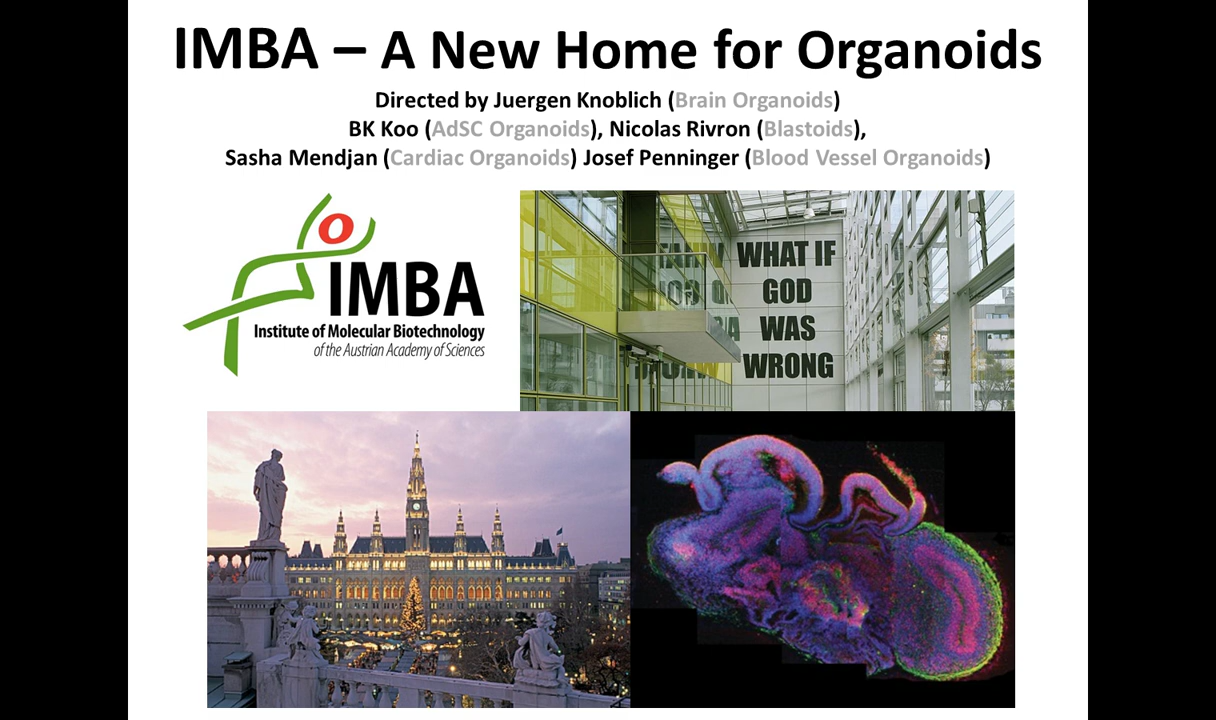 IMBA – A New Home for Organoids
Directed by Juergen Knoblich (Brain Organoids)
BK Koo (AdSC Organoids), Nicolas Rivron (Blastoids),
Sasha Mendjan (Cardiac Organoids) Josef Penninger (Blood Vessel Organoids)
IMBA
Institute of Molecular Biotechnology
of the Austrian Academy of Sciences
WHAT IF
GOD
WAS
WRONG